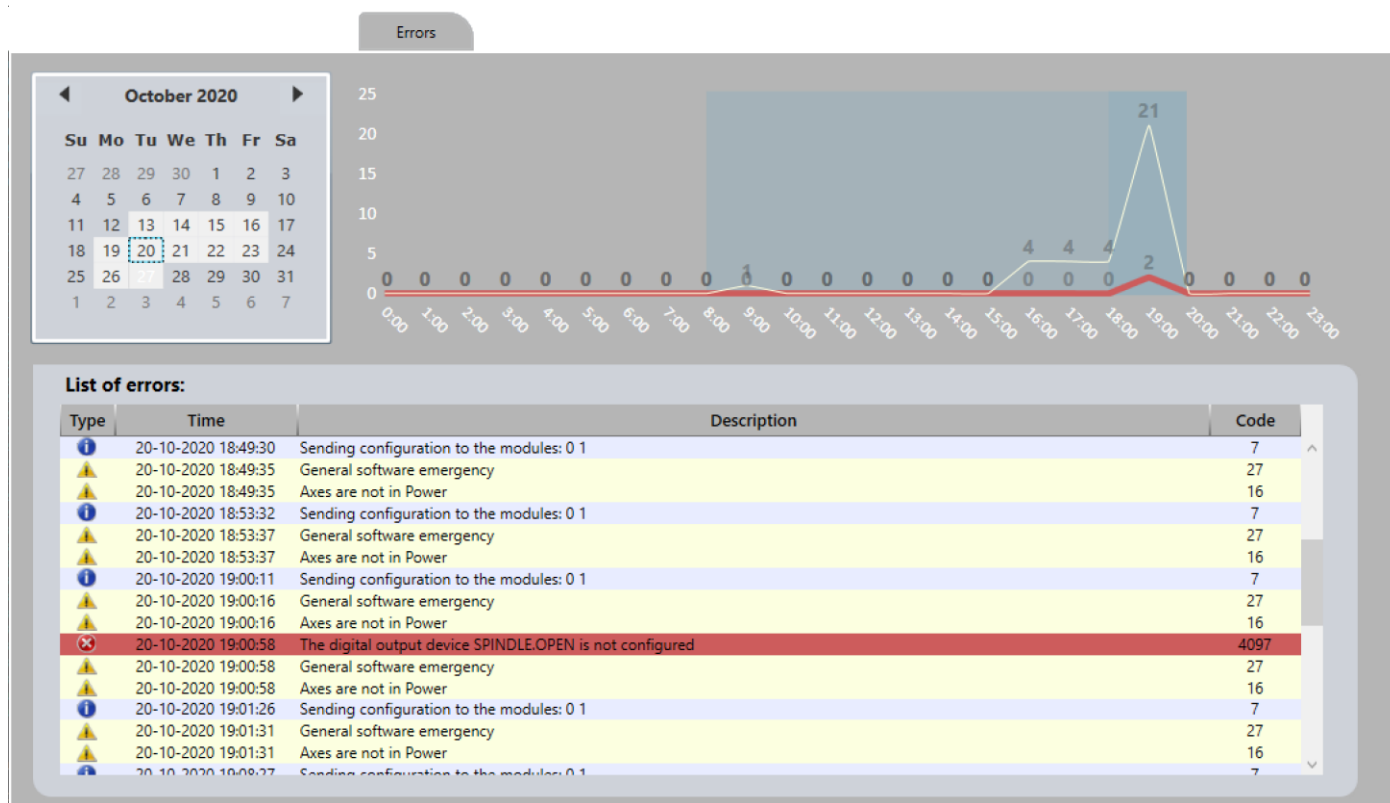 Errors
October 2020
Su Mo Tu We Th Fr Sa
27 28 29 30 1 2 3
4 5 6 7 8 9 10
11 12 13 14 15 16 17
18 19 20 21 22 23 24
25 26 27 28 29 30 31
1 2 3 4 5 6 7
25
20
15
10
5
0
21
4 4 4
2
0 0 0 0 0 0 0 0 0 1 0 0 0 0 0 0 0 0 0 0 0 0 0
0:00 1:00 2:00 3:00 4:00 5:00 6:00 7:00 8:00 9:00 10:00 11:00 12:00 13:00 14:00 15:00 16:00 17:00 18:00 19:00 20:00 21:00 22:00 23:00
List of errors:
Type Time Description Code
20-10-2020 18:49:30 Sending configuration to the modules: 0 1 7
20-10-2020 18:49:35 General software emergency 27
20-10-2020 18:49:35 Axes are not in Power 16
20-10-2020 18:53:32 Sending configuration to the modules: 0 1 7
20-10-2020 18:53:37 General software emergency 27
20-10-2020 18:53:37 Axes are not in Power 16
20-10-2020 19:00:11 Sending configuration to the modules: 0 1 7
20-10-2020 19:00:16 General software emergency 27
20-10-2020 19:00:16 Axes are not in Power 16
20-10-2020 19:00:58 The digital output device SPINDLE.OPEN is not configured 4097
20-10-2020 19:00:58 General software emergency 27
20-10-2020 19:00:58 Axes are not in Power 16
20-10-2020 19:01:26 Sending configuration to the modules: 0 1 7
20-10-2020 19:01:31 General software emergency 27
20-10-2020 19:01:31 Axes are not in Power 16
20-10-2020 19:08:27 Sending configuration to the modules: 0 1 7